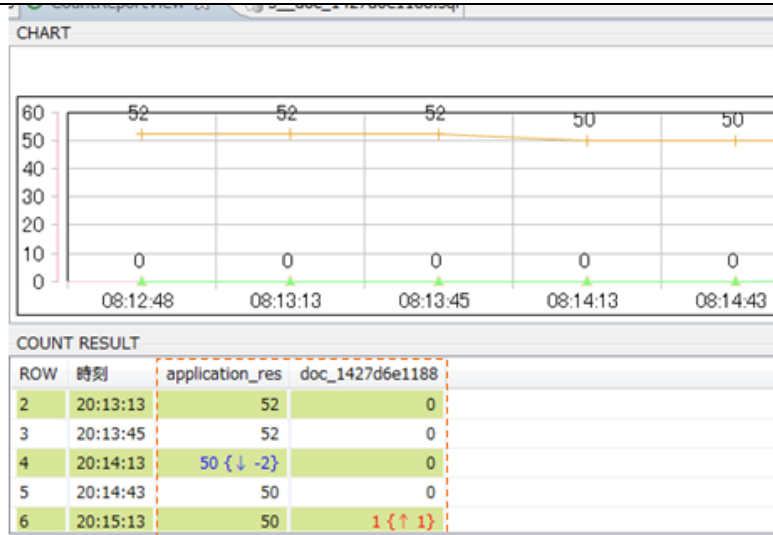 CHART
60 52 52 52 50 50
50
40
30
20
10 0 0 0 0 0
0
08:12:48 08:13:13 08:13:45 08:14:13 08:14:43
COUNT RESULT
ROW 時刻 application_res doc_1427d6e1188
2 20:13:13 52 0
3 20:13:45 52 0
4 20:14:13 50 {↓ -2} 0
5 20:14:43 50 0
6 20:15:13 50 1 {↑ 1}